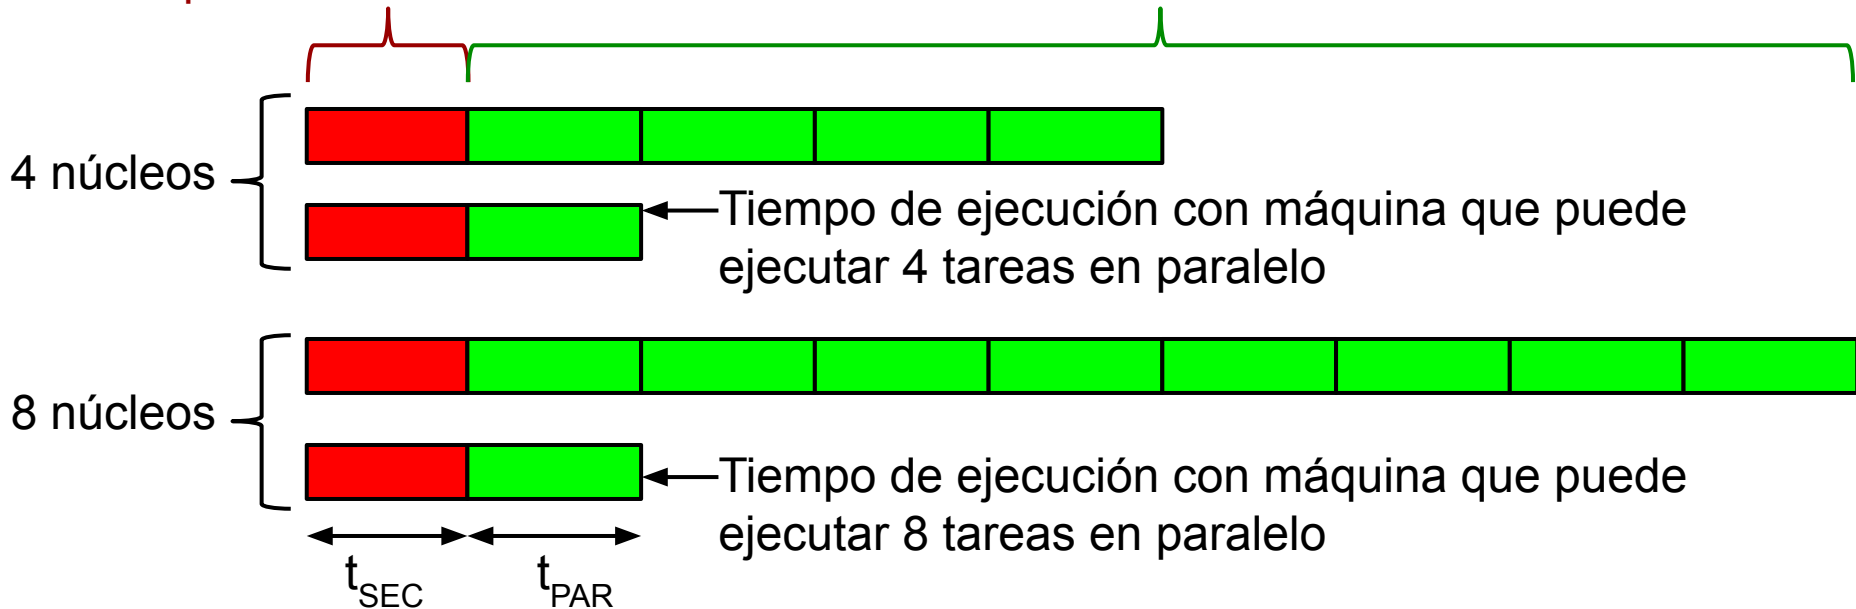 4 núcleos
Tiempo de ejecución con máquina que puede
ejecutar 4 tareas en paralelo
8 núcleos
Tiempo de ejecución con máquina que puede
ejecutar 8 tareas en paralelo
tSEC
tPAR